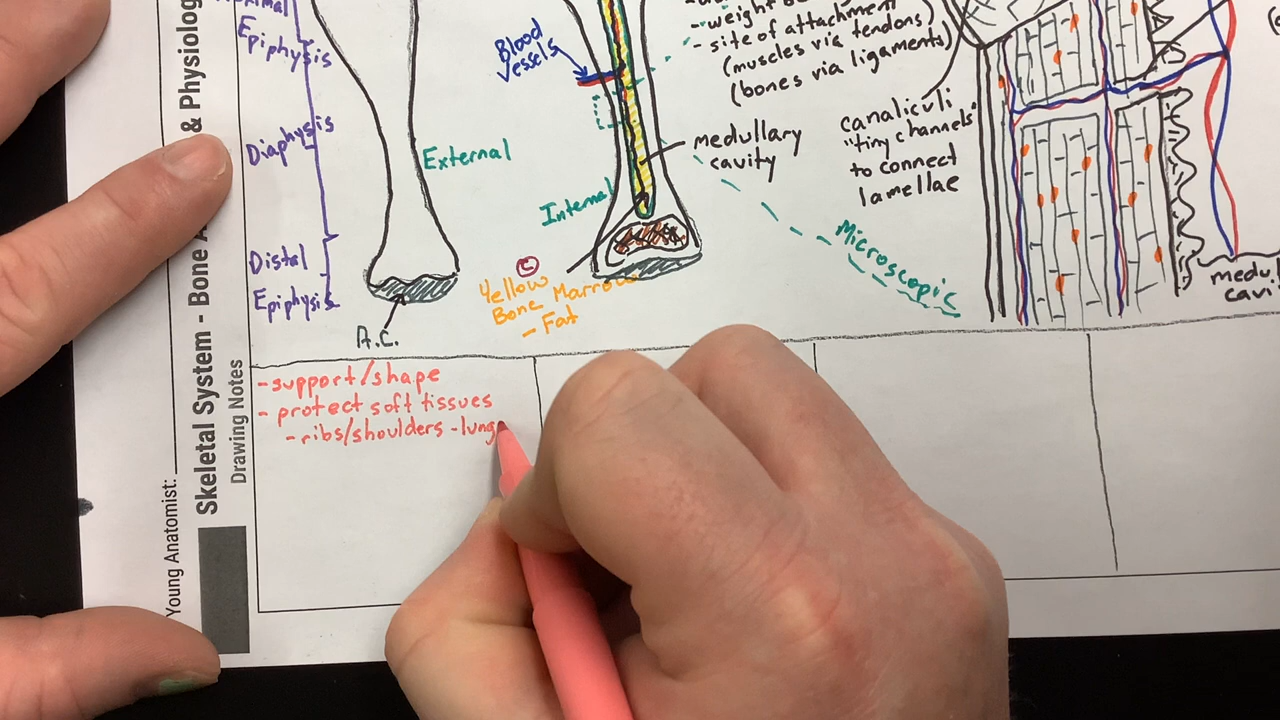 Epiphysis
Diaphysis
Distal
Epiphysis
External
A.C.
Blood
Vessels
Internal
medullary
cavity
Yellow
Bone Marrow
- Fat
- weight
- site of attachment
(muscles via tendons)
(bones via ligaments)
canaliculi
"tiny channels"
to connect
lamellae
Microscopic
- support/shape
- protect soft tissues
- ribs/shoulders - lung
Young Anatomist:
Skeletal System - Bone & Physiolog
Drawing Notes